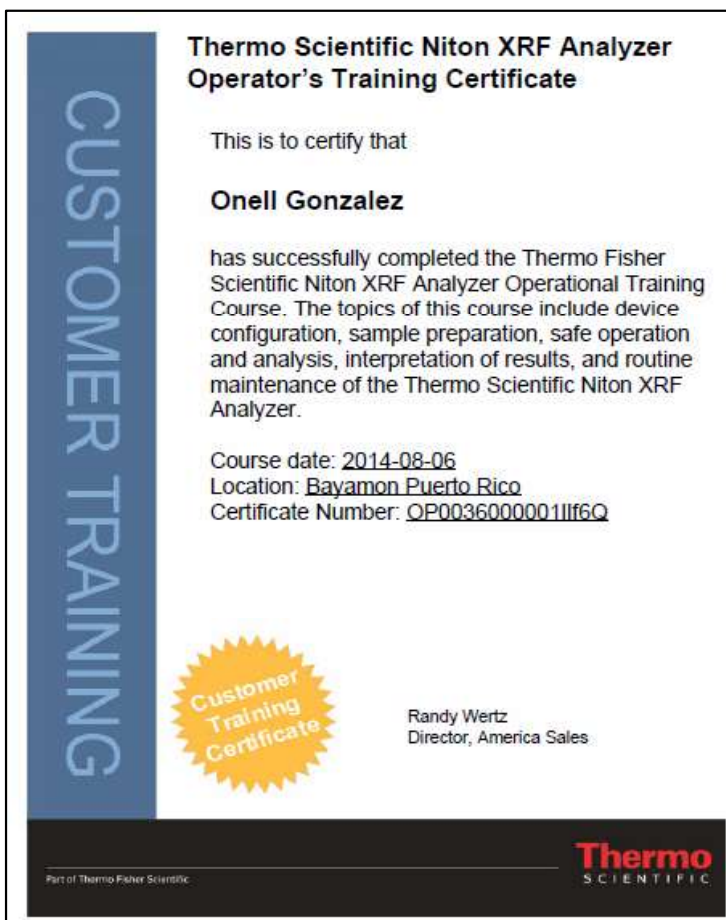 CUSTOMER TRAINING
Thermo Scientific Niton XRF Analyzer
Operator's Training Certificate
This is to certify that
Onell Gonzalez
has successfully completed the Thermo Fisher
Scientific Niton XRF Analyzer Operational Training
Course. The topics of this course include device
configuration, sample preparation, safe operation
and analysis, interpretation of results, and routine
maintenance of the Thermo Scientific Niton XRF
Analyzer.
Course date: 2014-08-06
Location: Bayamon Puerto Rico
Certificate Number:
Customer
Training
Certificate
Randy Wertz
Director, America Sales
Part of Thermo Fisher Scientific
Thermo
SCIENTIFIC